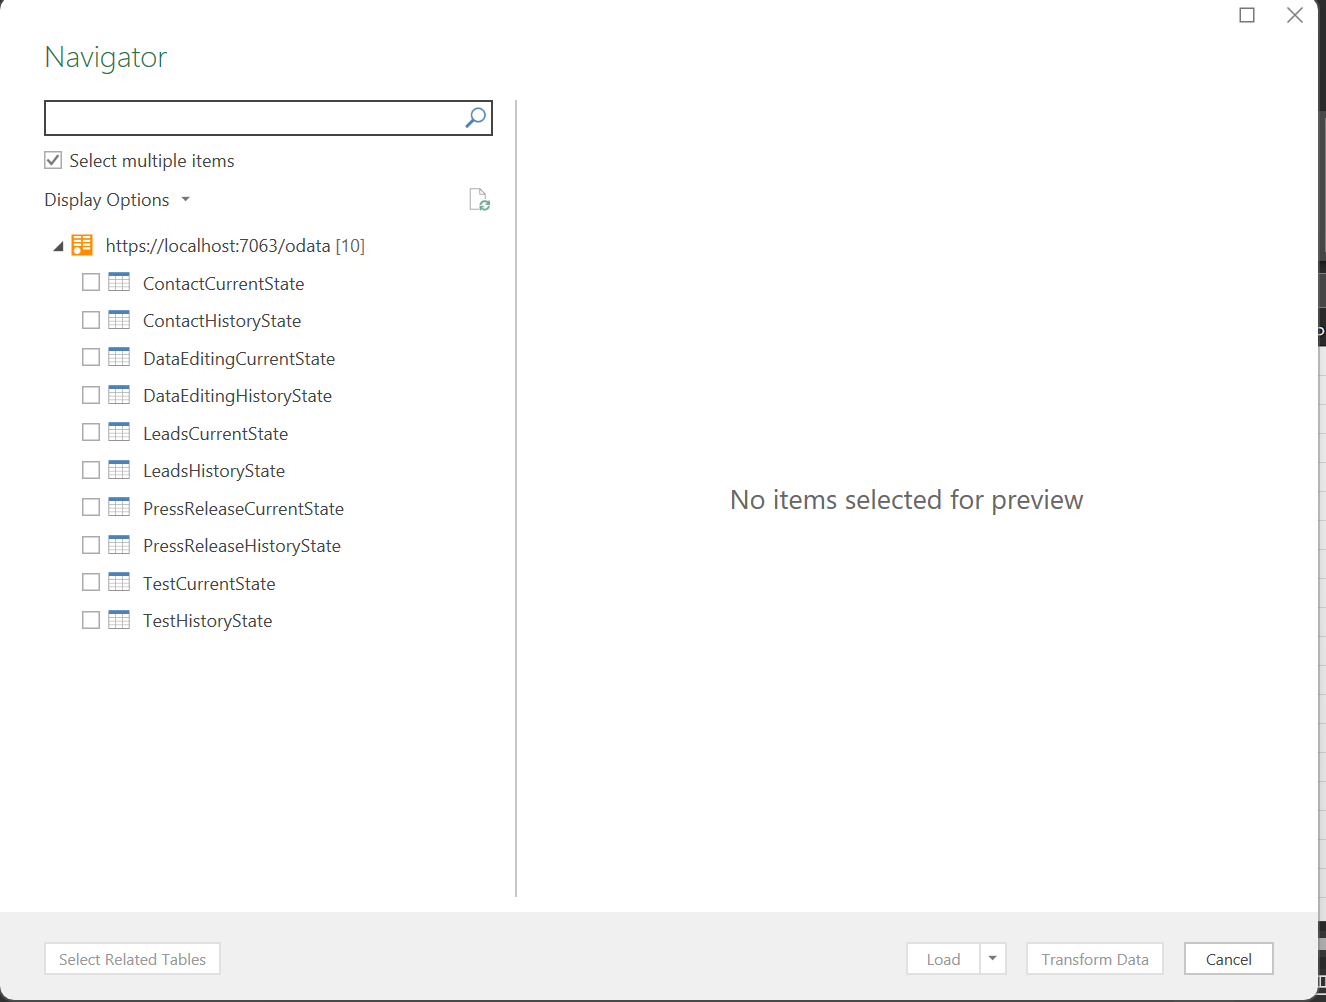 Navigator
Select multiple items
Display Options
https://localhost:7063/odata [10]
ContactCurrentState
ContactHistoryState
DataEditingCurrentState
DataEditingHistoryState
LeadsCurrentState
LeadsHistoryState
PressReleaseCurrentState
PressReleaseHistoryState
TestCurrentState
TestHistoryState
No items selected for preview
Select Related Tables
Load
Transform Data
Cancel